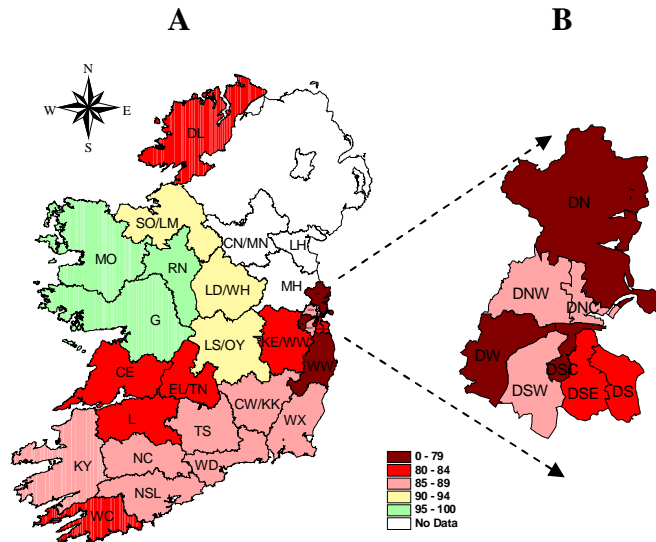 A
B
N
W E
S
DL
SO/LM
CN/MN
LH
MO
RN
LD/WH
MH
G
LS/OY
KE/WW
WW
CE
EL/TN
L
TS
CW/KK
WX
KY
NC
WD
NSL
WC
DN
DNW
DNC
DW
DSC
DSW
DSE
DS
0 - 79
80 - 84
85 - 89
90 - 94
95 - 100
No Data